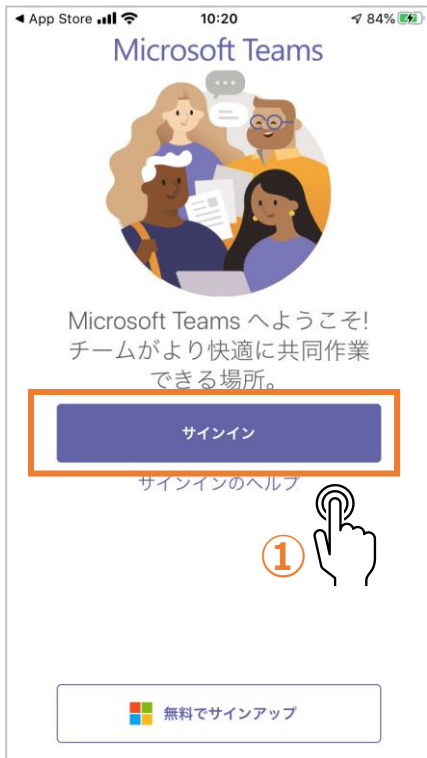 ◀ App Store 10:20 84%
Microsoft Teams
Microsoft Teams へようこそ!
チームがより快適に共同作業
できる場所。
サインイン
サインインのヘルプ
①
無料でサインアップ